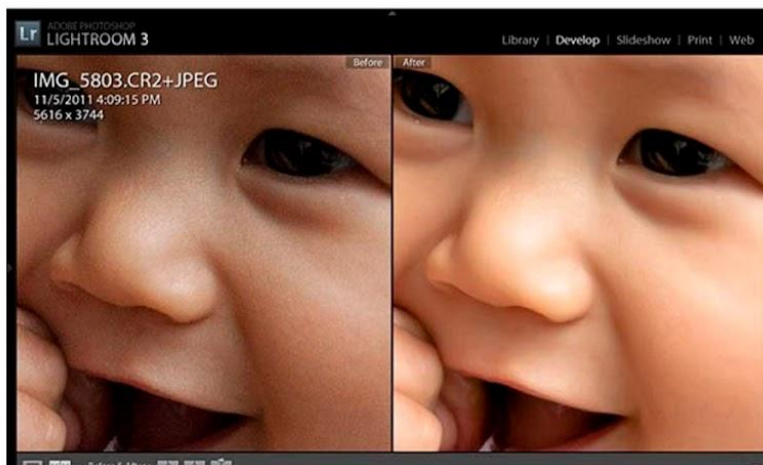 Lr
ADOBE PHOTOSHOP
LIGHTROOM 3
Library | Develop | Slideshow | Print | Web
Before
After
IMG_5803.CR2+JPEG
11/5/2011 4:09:15 PM
5616 x 3744